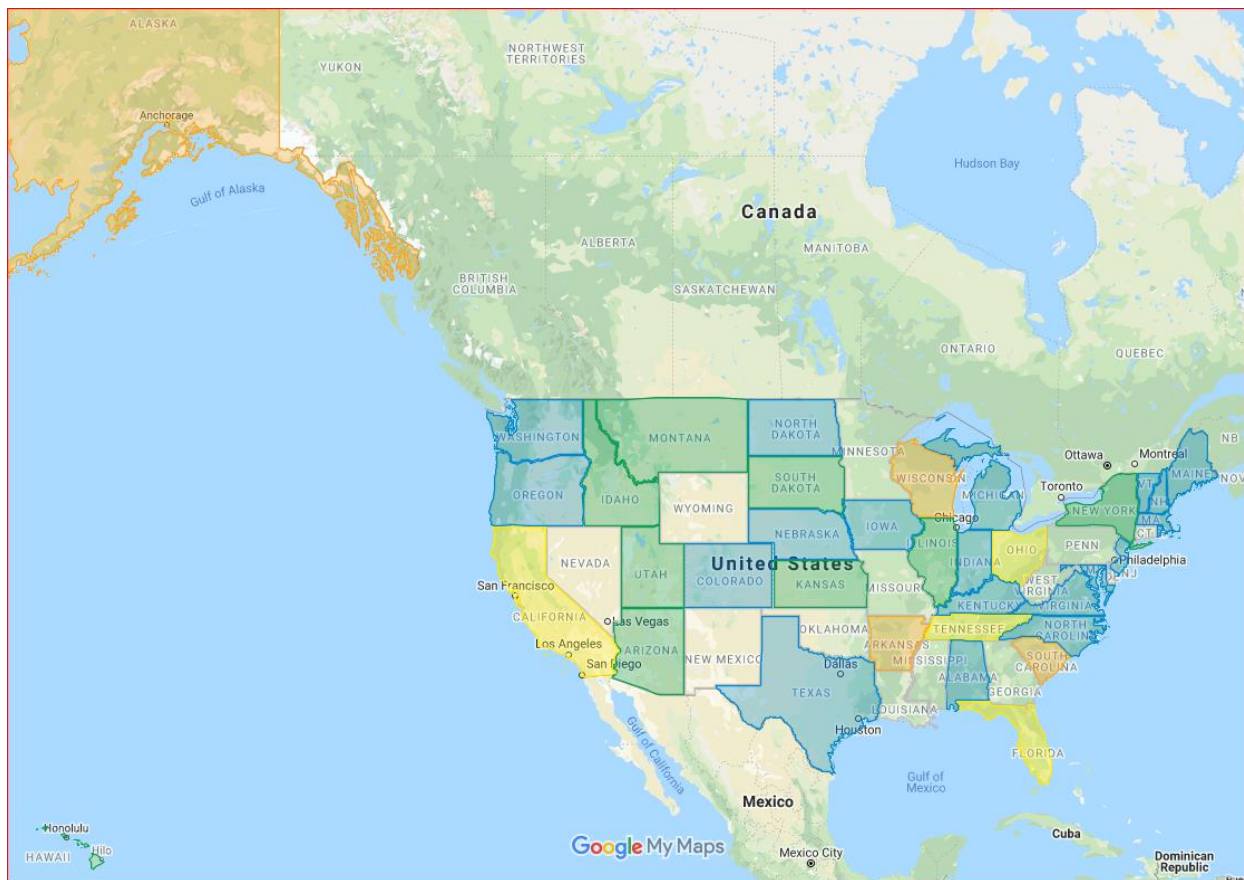 ALASKA
Anchorage
Gulf of Alaska
YUKON
NORTHWEST
TERRITORIES
Hudson Bay
Canada
ALBERTA
MANITOBA
BRITISH
COLUMBIA
SASKATCHEWAN
ONTARIO
QUEBEC
NB
WASHINGTON
MONTANA
NORTH
DAKOTA
MINNESOTA
Ottawa
Montreal
MAINE
OREGON
IDAHO
SOUTH
DAKOTA
WISCONSIN
MICHIGAN
Toronto
VT
NH
NOV
WYOMING
Chicago
NEW YORK
MA
CT
NEVADA
UTAH
NEBRASKA
IOWA
ILLINOIS
INDIANA
OHIO
PENN
Philadelphia
NJ
United States
COLORADO
KANSAS
MISSOUR
WEST
VIRGINIA
San Francisco
CALIFORNIA
Las Vegas
KENTUCKY
VIRGINIA
Los Angeles
ARIZONA
OKLAHOMA
TENNESSEE
NORTH
CAROLIN
San Diego
NEW MEXICO
ARKANSAS
MISSISSIPPI
SOUTH
CAROLINA
Dallas
TEXAS
ALABAMA
GEORGIA
LOUISIANA
Houston
FLORIDA
Gulf of California
Gulf of
Mexico
Mexico
Honolulu
Hilo
HAWAII
Google My Maps
Mexico City
Cuba
Dominican
Republic